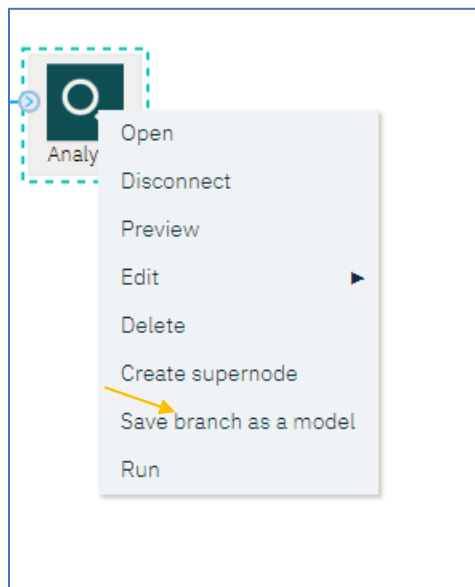 Analy
Open
Disconnect
Preview
Edit
Delete
Create supernode
Save branch as a model
Run